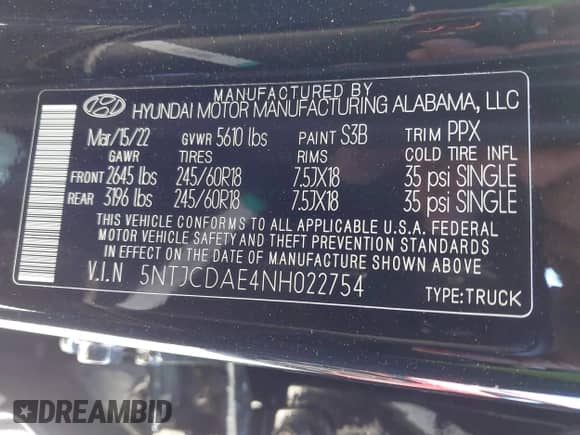 MANUFACTURED BY
HYUNDAI MOTOR MANUFACTURING ALABAMA, LLC
Mar/15/22 GVWR 5610 lbs PAINT S3B TRIM PPX
GAWR TIRES RIMS COLD TIRE INFL
FRONT 2645 lbs 245/60R18 7.5JX18 35 psi SINGLE
REAR 3196 lbs 245/60R18 7.5JX18 35 psi SINGLE
THIS VEHICLE CONFORMS TO ALL APPLICABLE U.S.A. FEDERAL
MOTOR VEHICLE SAFETY AND THEFT PREVENTION STANDARDS
IN EFFECT ON THE DATE OF MANUFACTURE SHOWN ABOVE
V.I.N 5NTJCDAE4NH022754 TYPE:TRUCK
DREAMBID